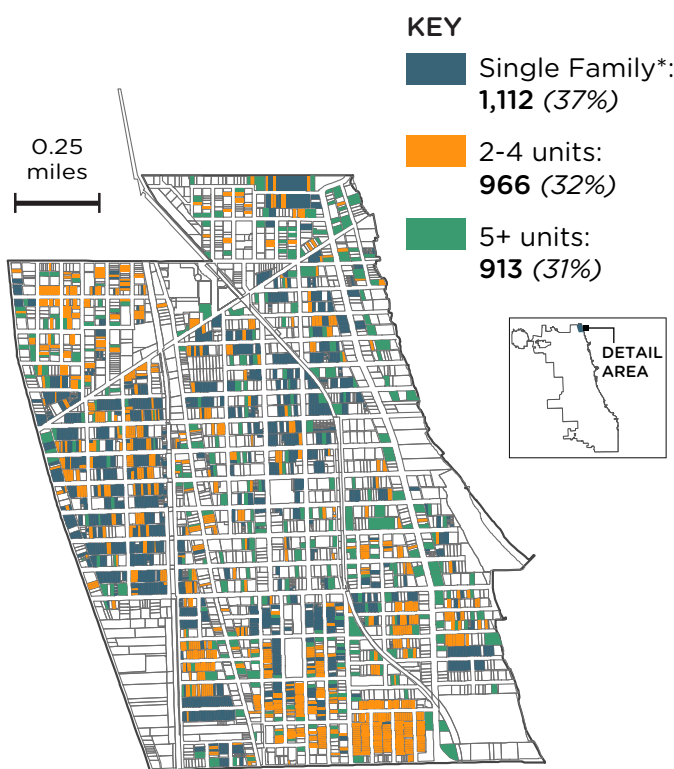 KEY
Single Family*:
1,112 (37%)
2-4 units:
966 (32%)
5+ units:
913 (31%)
0.25
miles
DETAIL
AREA